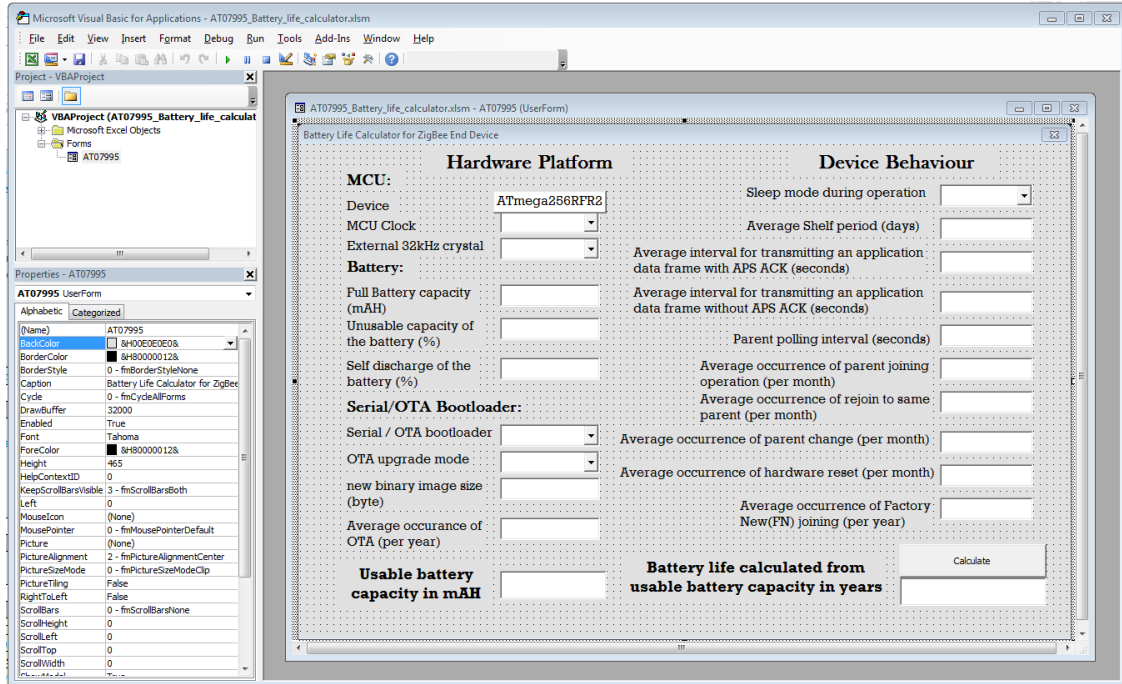 Microsoft Visual Basic for Applications - AT07995_Battery_life_calculator.xlsm
File Edit View Insert Format Debug Run Tools Add-Ins Window Help
Project - VBAProject
VBAProject (AT07995_Battery_life_calculat
Microsoft Excel Objects
Forms
AT07995
Properties - AT07995
AT07995 UserForm
Alphabetic Categorized
(Name) AT07995
BackColor &H00E0E0E0&
BorderColor &H80000012&
BorderStyle 0 - fmBorderStyleNone
Caption Battery Life Calculator for ZigBee
Cycle 0 - fmCycleAllForms
DrawBuffer 32000
Enabled True
Font Tahoma
ForeColor &H80000012&
Height 465
HelpContextID 0
KeepScrollBarsVisible 3 - fmScrollBarsBoth
Left 0
MouseIcon (None)
MousePointer 0 - fmMousePointerDefault
Picture (None)
PictureAlignment 2 - fmPictureAlignmentCenter
PictureSizeMode 0 - fmPictureSizeModeClip
PictureTiling False
RightToLeft False
ScrollBars 0 - fmScrollBarsNone
ScrollHeight 0
ScrollLeft 0
ScrollTop 0
ScrollWidth 0
ShowModal True
AT07995_Battery_life_calculator.xlsm - AT07995 (UserForm)
Battery Life Calculator for ZigBee End Device
Hardware Platform
MCU:
Device ATmega256RFR2
MCU Clock
External 32kHz crystal
Battery:
Full Battery capacity
(mAH)
Unusable capacity of
the battery (%)
Self discharge of the
battery (%)
Serial/OTA Bootloader:
Serial / OTA bootloader
OTA upgrade mode
new binary image size
(byte)
Average occurance of
OTA (per year)
Usable battery
capacity in mAH
Device Behaviour
Sleep mode during operation
Average Shelf period (days)
Average interval for transmitting an application
data frame with APS ACK (seconds)
Average interval for transmitting an application
data frame without APS ACK (seconds)
Parent polling interval (seconds)
Average occurrence of parent joining
operation (per month)
Average occurrence of rejoin to same
parent (per month)
Average occurrence of parent change (per month)
Average occurrence of hardware reset (per month)
Average occurrence of Factory
New(FN) joining (per year)
Calculate
Battery life calculated from
usable battery capacity in years